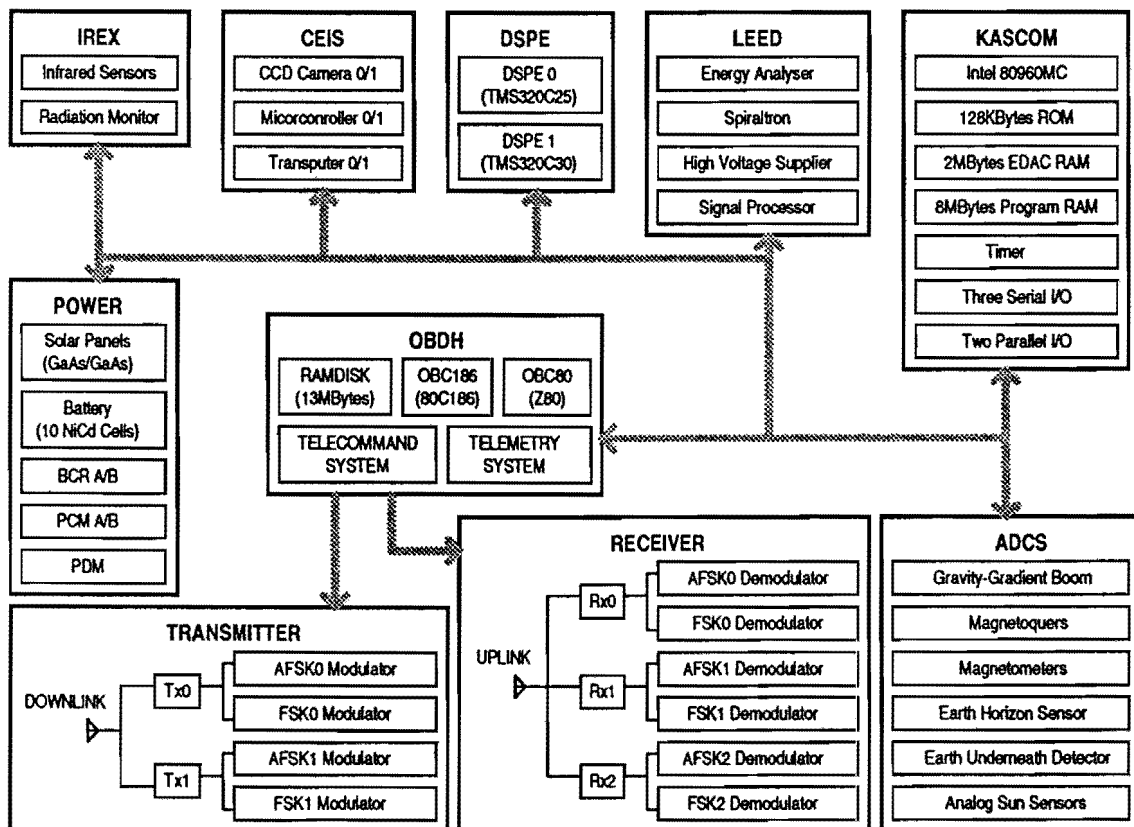 IREX
Infrared Sensors
Radiation Monitor
CEIS
CCD Camera 0/1
Micorconroller 0/1
Transputer 0/1
DSPE
DSPE 0
(TMS320C25)
DSPE 1
(TMS320C30)
LEED
Energy Analyser
Spiraltron
High Voltage Supplier
Signal Processor
KASCOM
Intel 80960MC
128KBytes ROM
2MBytes EDAC RAM
8MBytes Program RAM
Timer
Three Serial I/O
Two Parallel I/O
POWER
Solar Panels
(GaAs/GaAs)
Battery
(10 NiCd Cells)
BCR A/B
PCM A/B
PDM
OBDH
RAMDISK
(13MBytes)
OBC186
(80C186)
OBC80
(Z80)
TELECOMMAND
SYSTEM
TELEMETRY
SYSTEM
TRANSMITTER
DOWNLINK
Tx0
AFSK0 Modulator
FSK0 Modulator
Tx1
AFSK1 Modulator
FSK1 Modulator
RECEIVER
UPLINK
Rx0
AFSK0 Demodulator
FSK0 Demodulator
Rx1
AFSK1 Demodulator
FSK1 Demodulator
Rx2
AFSK2 Demodulator
FSK2 Demodulator
ADCS
Gravity-Gradient Boom
Magnetoquers
Magnetometers
Earth Horizon Sensor
Earth Underneath Detector
Analog Sun Sensors